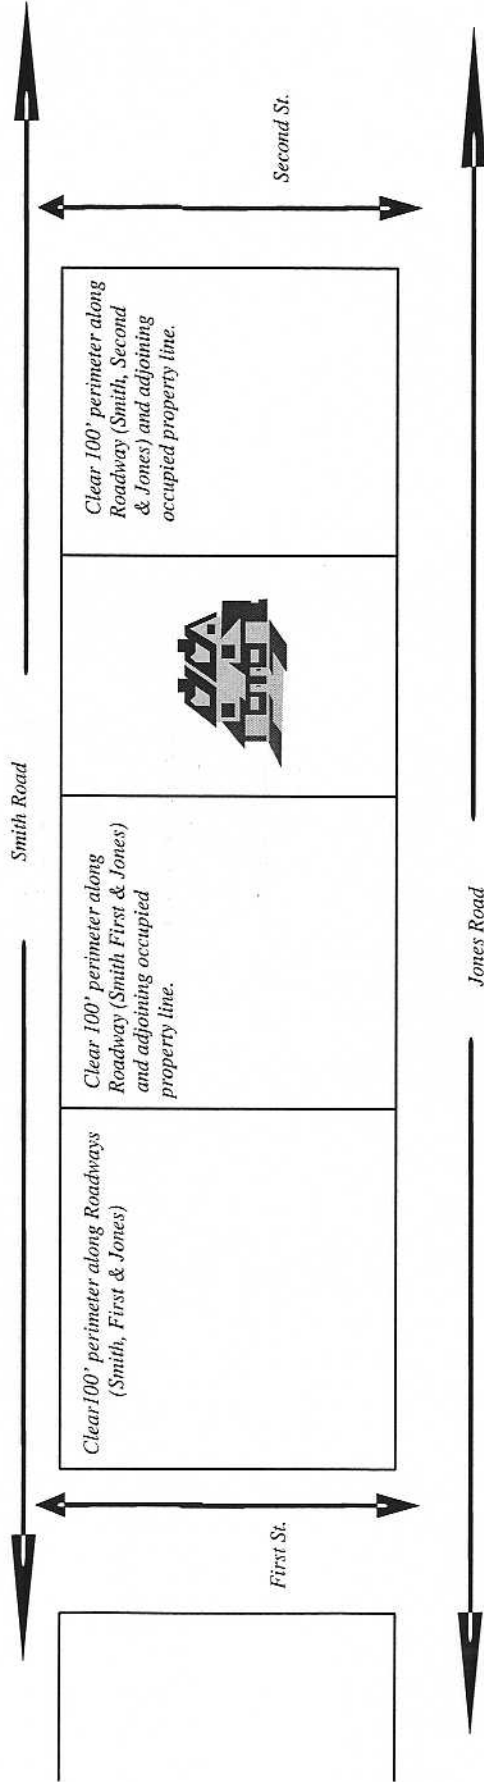 Smith Road
Clear100' perimeter along Roadways
(Smith, First & Jones)
Clear 100' perimeter along
Roadway (Smith First & Jones)
and adjoining occupied
property line.
Clear 100' perimeter along
Roadway (Smith, Second
& Jones) and adjoining
occupied property line.
First St.
Second St.
Jones Road